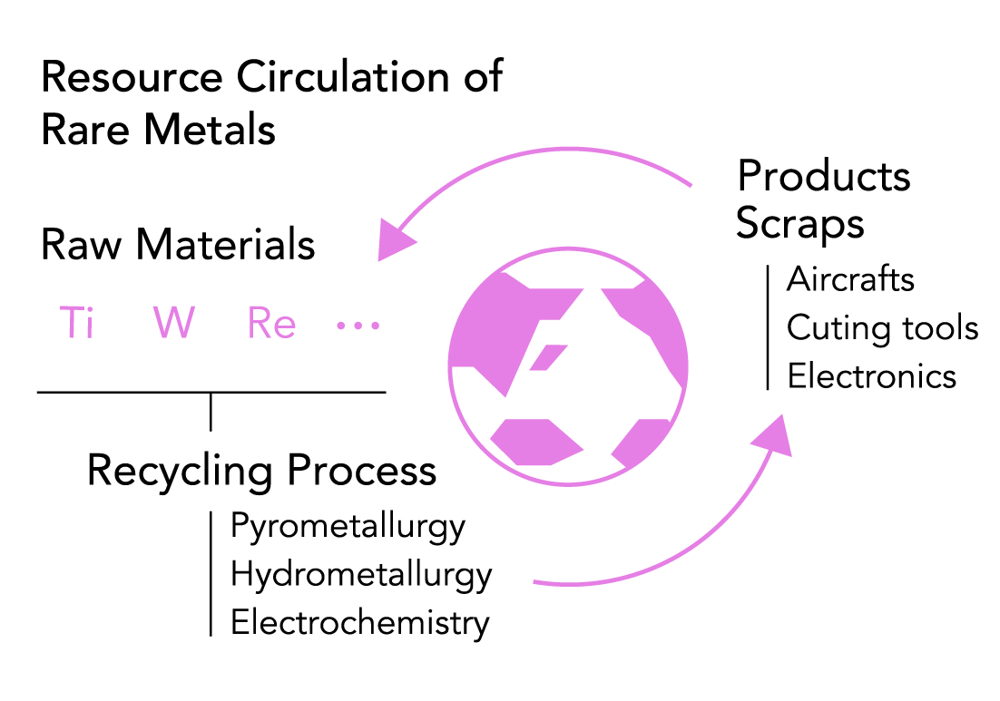 Resource Circulation of
Rare Metals
Raw Materials
Ti W Re •••
Recycling Process
Pyrometallurgy
Hydrometallurgy
Electrochemistry
Products
Scraps
Aircrafts
Cuting tools
Electronics